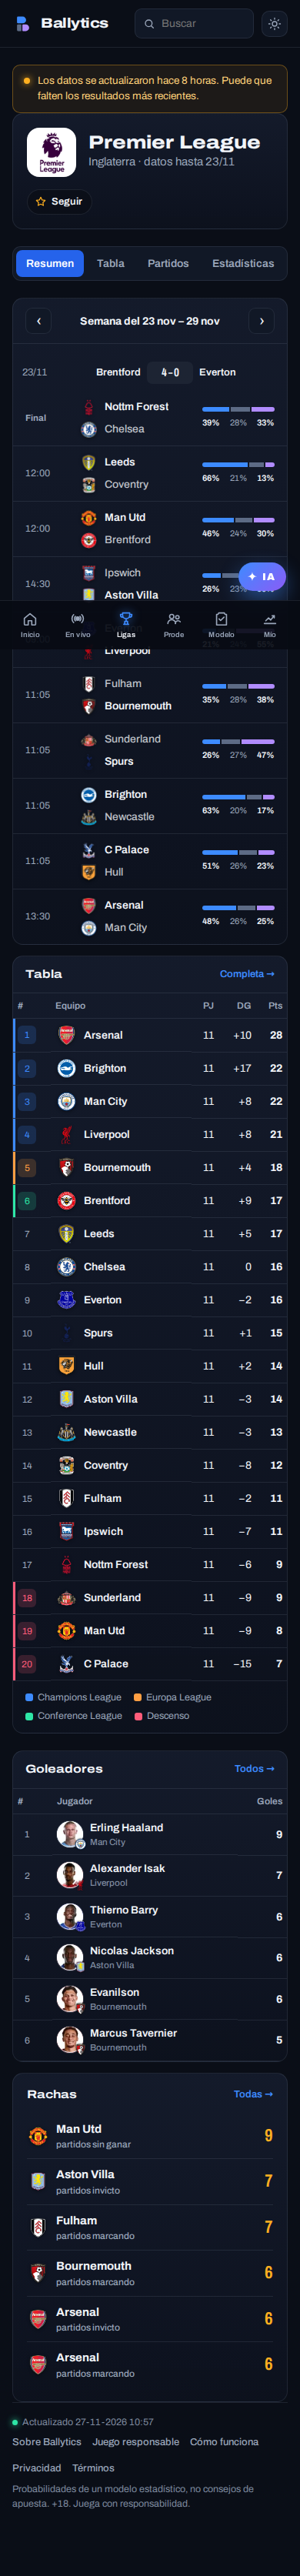 Ballytics
Buscar
Los datos se actualizaron hace 8 horas. Puede que
falten los resultados más recientes.
Premier League
Premier League
Inglaterra · datos hasta 23/11
Seguir
Resumen Tabla Partidos Estadísticas
‹ Semana del 23 nov – 29 nov ›
23/11 Brentford 4–0 Everton
Final Nottm Forest Chelsea 39% 28% 33%
12:00 Leeds Coventry 66% 21% 13%
12:00 Man Utd Brentford 46% 24% 30%
14:30 Ipswich Aston Villa 26% 23%
IA
Inicio En vivo Ligas Prode Modelo Mío
Liverpool
11:05 Fulham Bournemouth 35% 28% 38%
11:05 Sunderland Spurs 26% 27% 47%
11:05 Brighton Newcastle 63% 20% 17%
11:05 C Palace Hull 51% 26% 23%
13:30 Arsenal Man City 48% 26% 25%
Tabla Completa →
# Equipo PJ DG Pts
1 Arsenal 11 +10 28
2 Brighton 11 +17 22
3 Man City 11 +8 22
4 Liverpool 11 +8 21
5 Bournemouth 11 +4 18
6 Brentford 11 +9 17
7 Leeds 11 +5 17
8 Chelsea 11 0 16
9 Everton 11 −2 16
10 Spurs 11 +1 15
11 Hull 11 +2 14
12 Aston Villa 11 −3 14
13 Newcastle 11 −3 13
14 Coventry 11 −8 12
15 Fulham 11 −2 11
16 Ipswich 11 −7 11
17 Nottm Forest 11 −6 9
18 Sunderland 11 −9 9
19 Man Utd 11 −9 8
20 C Palace 11 −15 7
Champions League Europa League
Conference League Descenso
Goleadores Todos →
# Jugador Goles
1 Erling Haaland 9
Man City
2 Alexander Isak 7
Liverpool
3 Thierno Barry 6
Everton
4 Nicolas Jackson 6
Aston Villa
5 Evanilson 6
Bournemouth
6 Marcus Tavernier 5
Bournemouth
Rachas Todas →
Man Utd 9
partidos sin ganar
Aston Villa 7
partidos invicto
Fulham 7
partidos marcando
Bournemouth 6
partidos marcando
Arsenal 6
partidos invicto
Arsenal 6
partidos marcando
Actualizado 27-11-2026 10:57
Sobre Ballytics Juego responsable Cómo funciona
Privacidad Términos
Probabilidades de un modelo estadístico, no consejos de
apuesta. +18. Juega con responsabilidad.